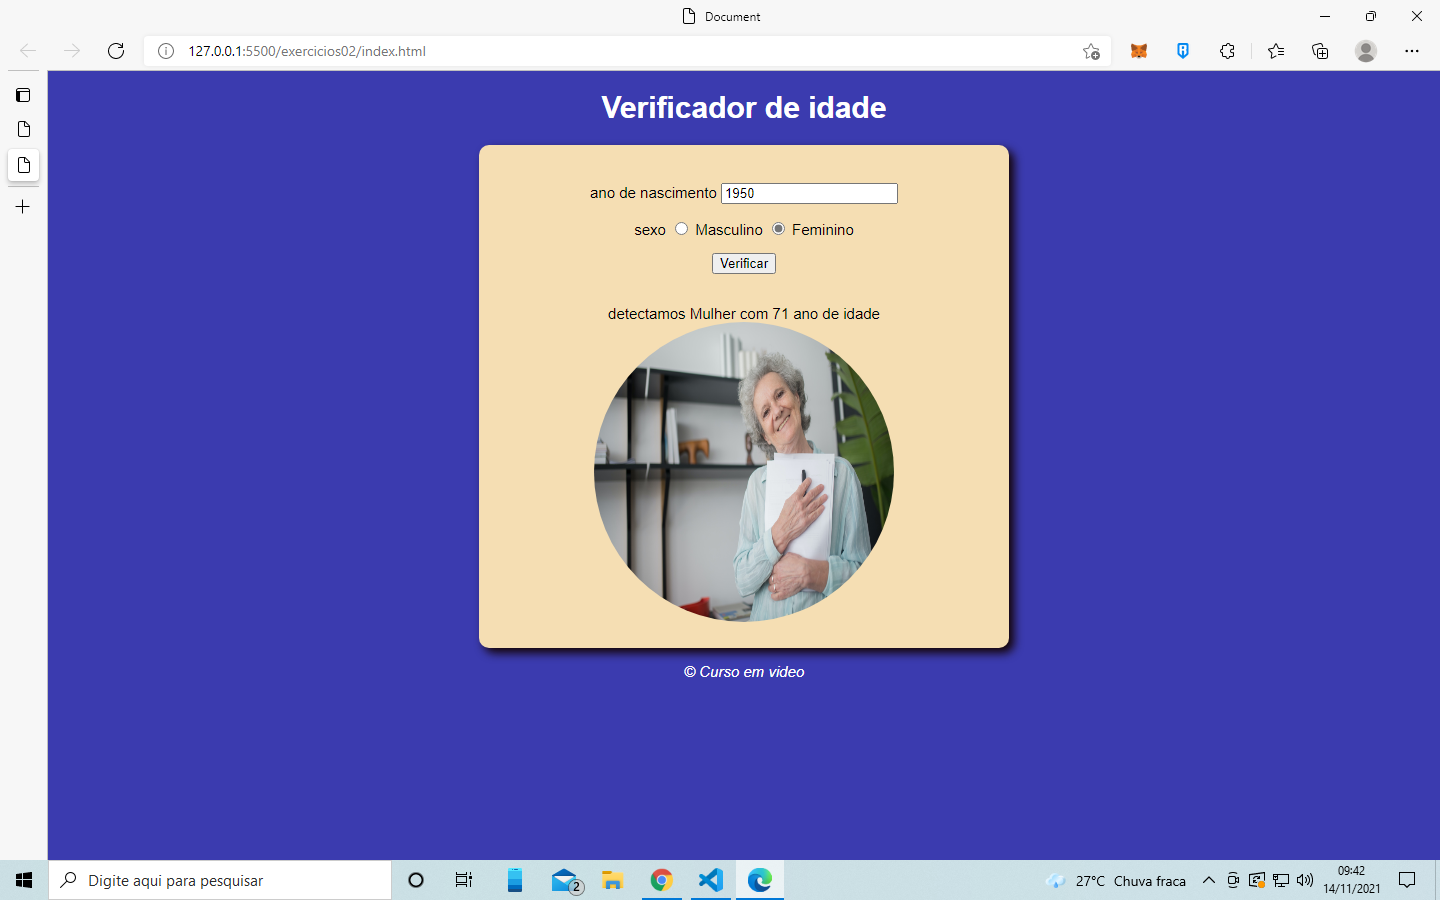 Document
127.0.0.1:5500/exercicios02/index.html
Verificador de idade
ano de nascimento 1950
sexo Masculino Feminino
Verificar
detectamos Mulher com 71 ano de idade
© Curso em video
Digite aqui para pesquisar
2
27°C Chuva fraca
09:42
14/11/2021